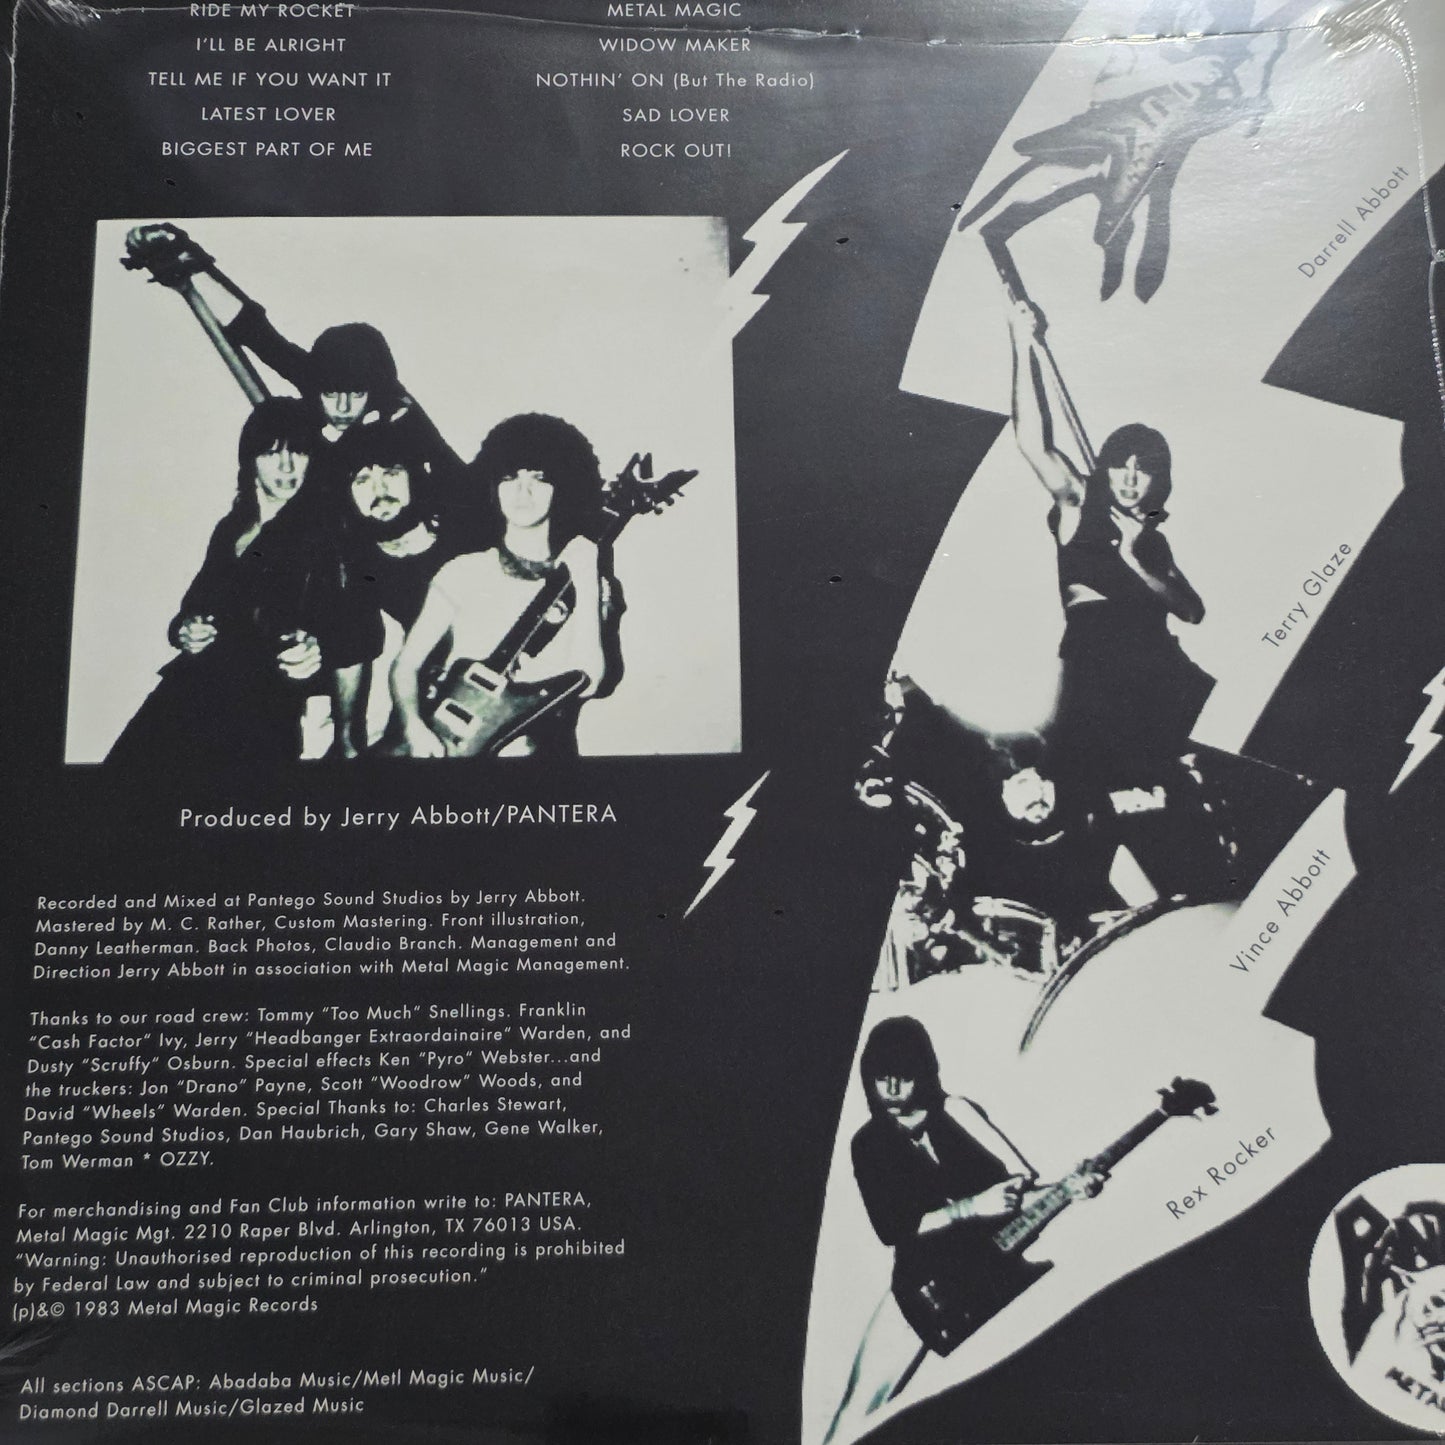 RIDE MY ROCKET
I'LL BE ALRIGHT
TELL ME IF YOU WANT IT
LATEST LOVER
BIGGEST PART OF ME
METAL MAGIC
WIDOW MAKER
NOTHIN' ON (But The Radio)
SAD LOVER
ROCK OUT!
Darrell Abbott
Terry Glaze
Vince Abbott
Rex Rocker
Produced by Jerry Abbott/PANTERA
Recorded and Mixed at Pantego Sound Studios by Jerry Abbott.
Mastered by M. C. Rather, Custom Mastering. Front illustration,
Danny Leatherman. Back Photos, Claudio Branch. Management and
Direction Jerry Abbott in association with Metal Magic Management.
Thanks to our road crew: Tommy "Too Much" Snellings. Franklin
"Cash Factor" Ivy, Jerry "Headbanger Extraordainaire" Warden, and
Dusty "Scruffy" Osburn. Special effects Ken "Pyro" Webster...and
the truckers: Jon "Drano" Payne, Scott "Woodrow" Woods, and
David "Wheels" Warden. Special Thanks to: Charles Stewart,
Pantego Sound Studios, Dan Haubrich, Gary Shaw, Gene Walker,
Tom Werman * OZZY.
For merchandising and Fan Club information write to: PANTERA,
Metal Magic Mgt. 2210 Raper Blvd. Arlington, TX 76013 USA.
"Warning: Unauthorised reproduction of this recording is prohibited
by Federal Law and subject to criminal prosecution."
(p)&© 1983 Metal Magic Records
All sections ASCAP: Abadaba Music/Metl Magic Music/
Diamond Darrell Music/Glazed Music